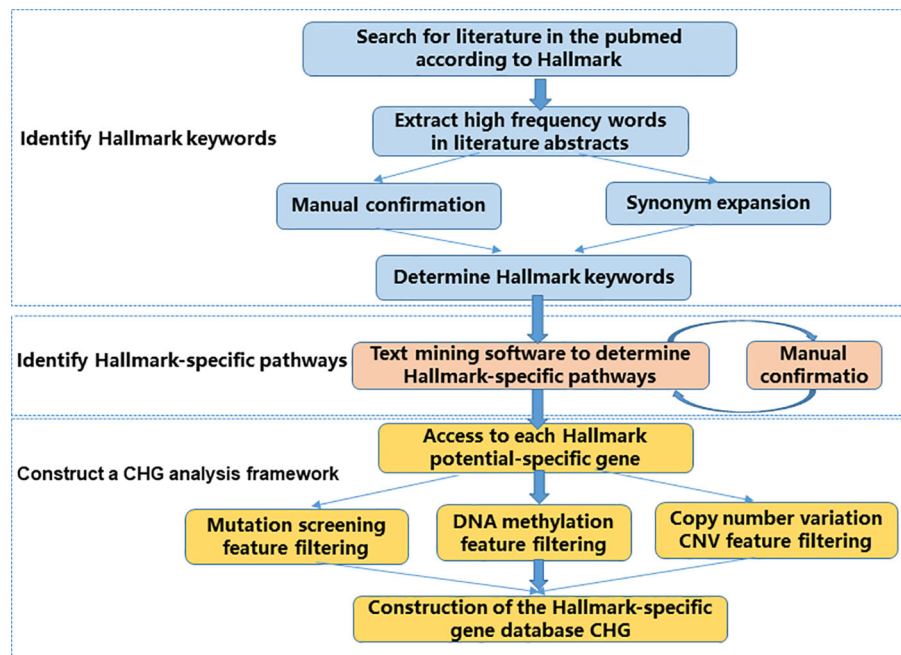 Search for literature in the pubmed
according to Hallmark
Identify Hallmark keywords
Extract high frequency words
in literature abstracts
Manual confirmation
Synonym expansion
Determine Hallmark keywords
Identify Hallmark-specific pathways
Text mining software to determine
Hallmark-specific pathways
Manual
confirmatio
Construct a CHG analysis framework
Access to each Hallmark
potential-specific gene
Mutation screening
feature filtering
DNA methylation
feature filtering
Copy number variation
CNV feature filtering
Construction of the Hallmark-specific
gene database CHG